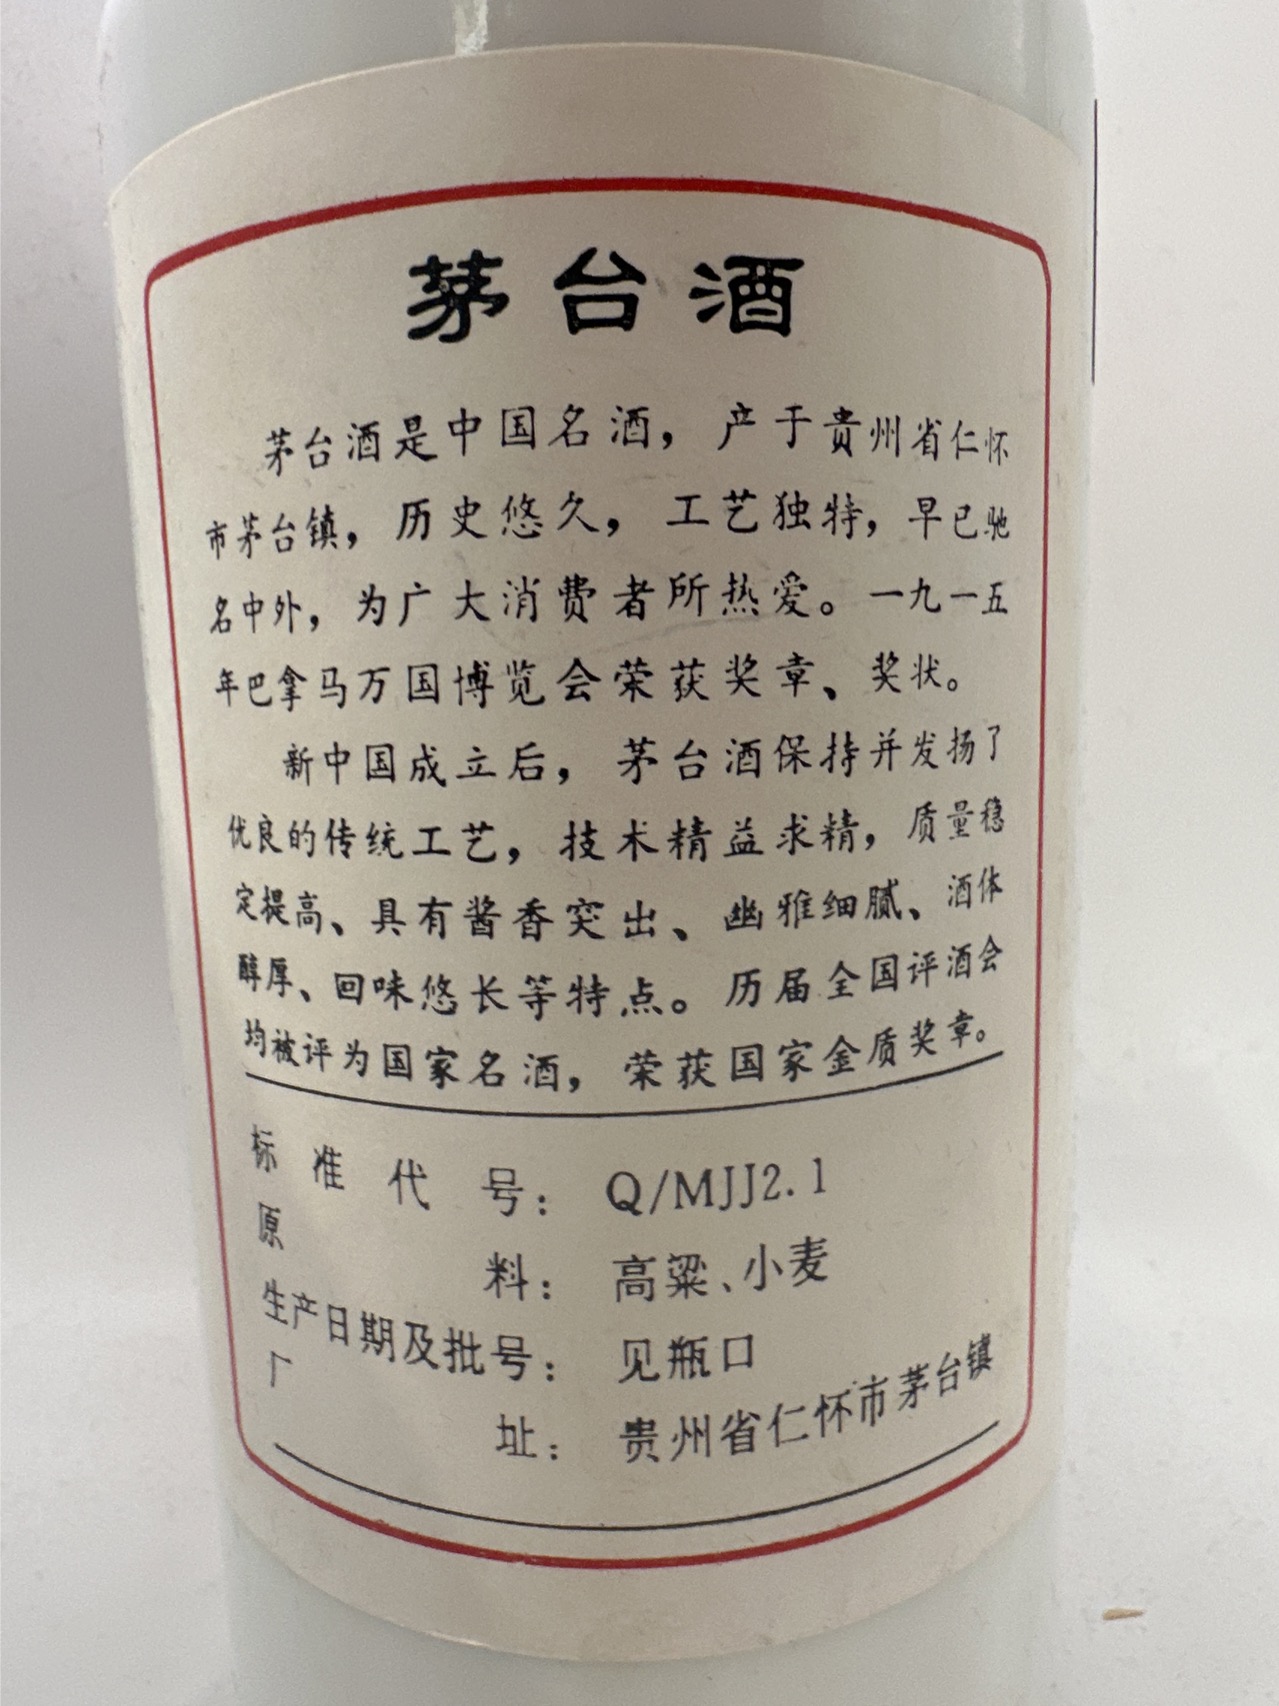 茅台酒
茅台酒是中国名酒，产于贵州省仁怀
市茅台镇，历史悠久，工艺独特，早已驰
名中外，为广大消费者所热爱。一九一五
年巴拿马万国博览会荣获奖章、奖状。
新中国成立后，茅台酒保持并发扬了
优良的传统工艺，技术精益求精，质量稳
定提高、具有酱香突出、幽雅细腻、酒体
醇厚、回味悠长等特点。历届全国评酒会
均被评为国家名酒，荣获国家金质奖章。
标准代号：Q/MJJ2.1
原料：高粱、小麦
生产日期及批号：见瓶口
厂址：贵州省仁怀市茅台镇